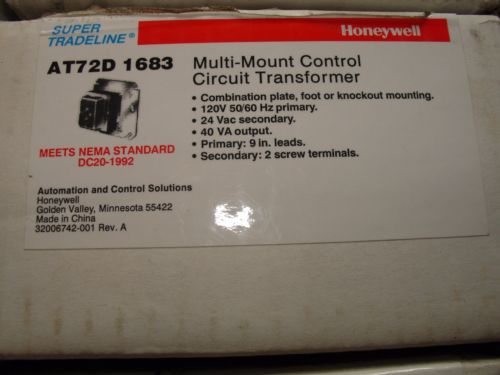 SUPER
TRADELINE®
Honeywell
AT72D 1683
Multi-Mount Control
Circuit Transformer
• Combination plate, foot or knockout mounting.
• 120V 50/60 Hz primary.
• 24 Vac secondary.
• 40 VA output.
• Primary: 9 in. leads.
• Secondary: 2 screw terminals.
MEETS NEMA STANDARD
DC20-1992
Automation and Control Solutions
Honeywell
Golden Valley, Minnesota 55422
Made in China
32006742-001 Rev. A